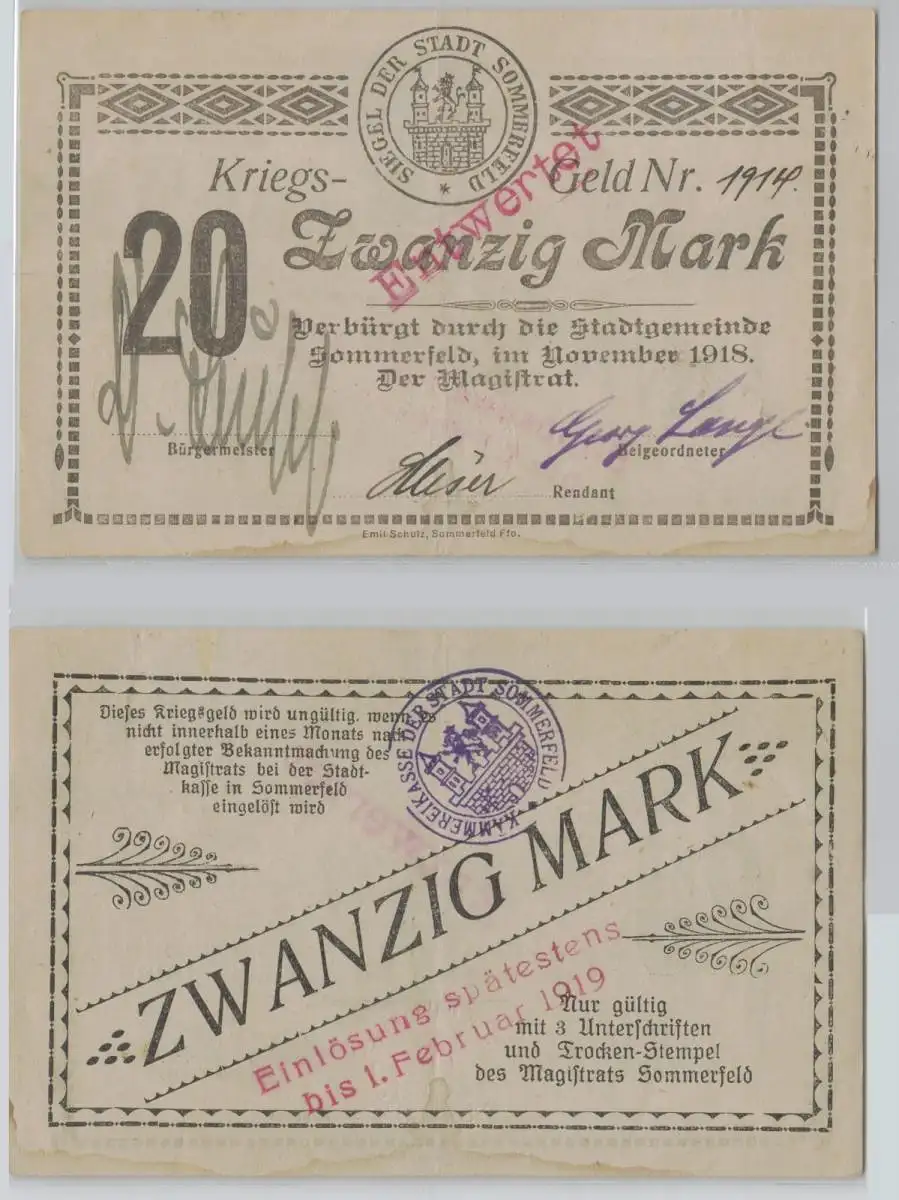 SIEGEL DER STADT SOMMERFELD *
Kriegs- Geld Nr. 1914.
20 Zwanzig Mark
Entwertet
Verbürgt durch die Stadtgemeinde
Sommerfeld, im November 1918.
Der Magistrat.
Georg Lange
Bürgermeister
Beigeordneter
Rendant
Emil Schulz, Sommerfeld Ffo.
KÄMMEREIKASSE DER STADT SOMMERFELD
Dieses Kriegsgeld wird ungültig, wenn es
nicht innerhalb eines Monats nach
erfolgter Bekanntmachung des
Magistrats bei der Stadt-
kasse in Sommerfeld
eingelöst wird
ZWANZIG MARK
Einlösung spätestens
bis 1. Februar 1919
Nur gültig
mit 3 Unterschriften
und Trocken-Stempel
des Magistrats Sommerfeld